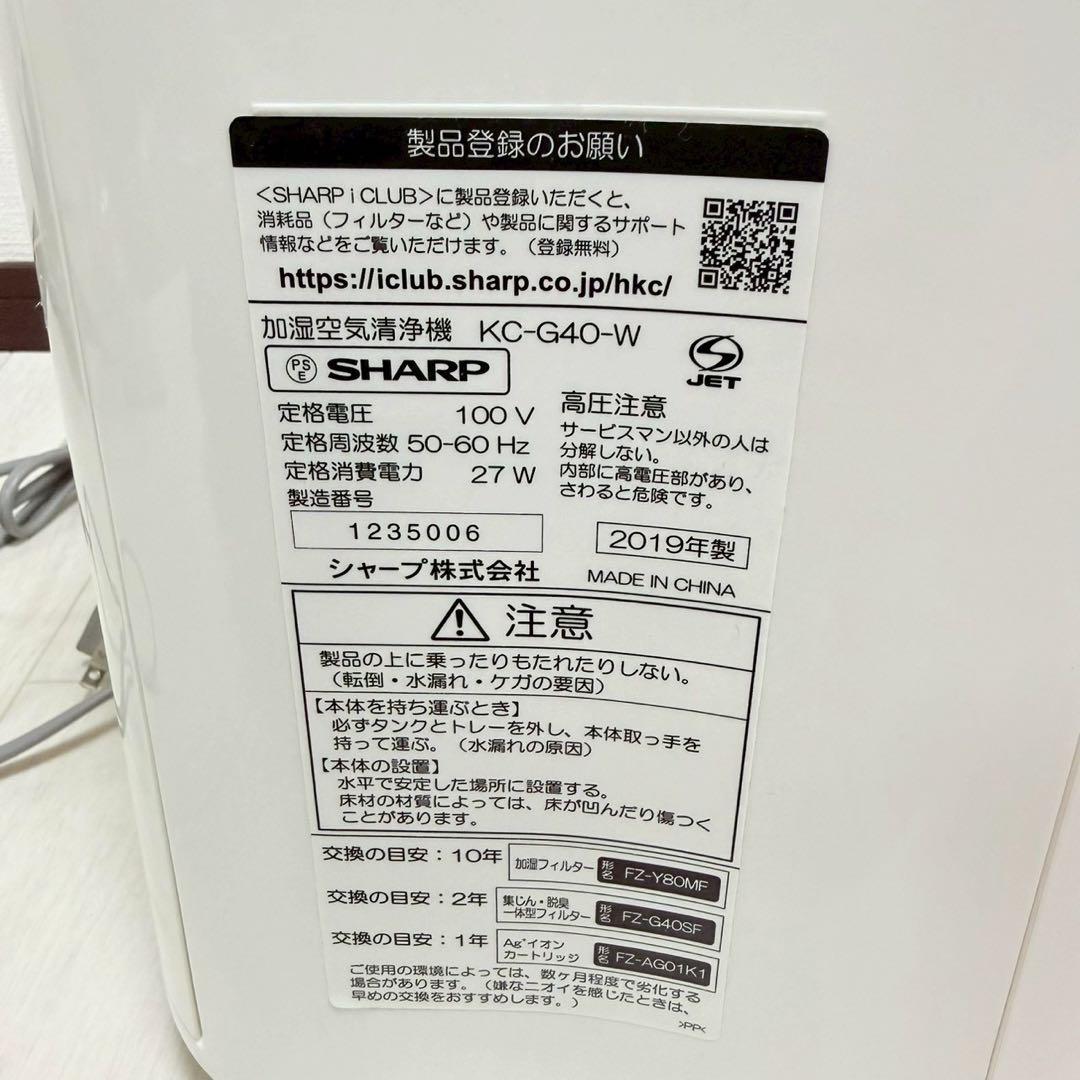 製品登録のお願い
<SHARP i CLUB>に製品登録いただくと、
消耗品（フィルターなど）や製品に関するサポート
情報などをご覧いただけます。（登録無料）
https://iclub.sharp.co.jp/hkc/
加湿空気清浄機 KC-G40-W
PSE SHARP
JET
定格電圧 100 V
定格周波数 50-60 Hz
定格消費電力 27 W
製造番号
1235006
シャープ株式会社
高圧注意
サービスマン以外の人は
分解しない。
内部に高電圧部があり、
さわると危険です。
2019年製
MADE IN CHINA
注意
製品の上に乗ったりもたれたりしない。
（転倒・水漏れ・ケガの要因）
【本体を持ち運ぶとき】
必ずタンクとトレーを外し、本体取っ手を
持って運ぶ。（水漏れの原因）
【本体の設置】
水平で安定した場所に設置する。
床材の材質によっては、床が凹んだり傷つく
ことがあります。
交換の目安：10年 加湿フィルター 形名 FZ-Y80MF
交換の目安：2年 集じん・脱臭一体型フィルター 形名 FZ-G40SF
交換の目安：1年 Ag⁺イオンカートリッジ 形名 FZ-AG01K1
ご使用の環境によっては、数ヶ月程度で劣化する
場合があります。（嫌なニオイを感じたときは、
早めの交換をおすすめします。）
>PP<